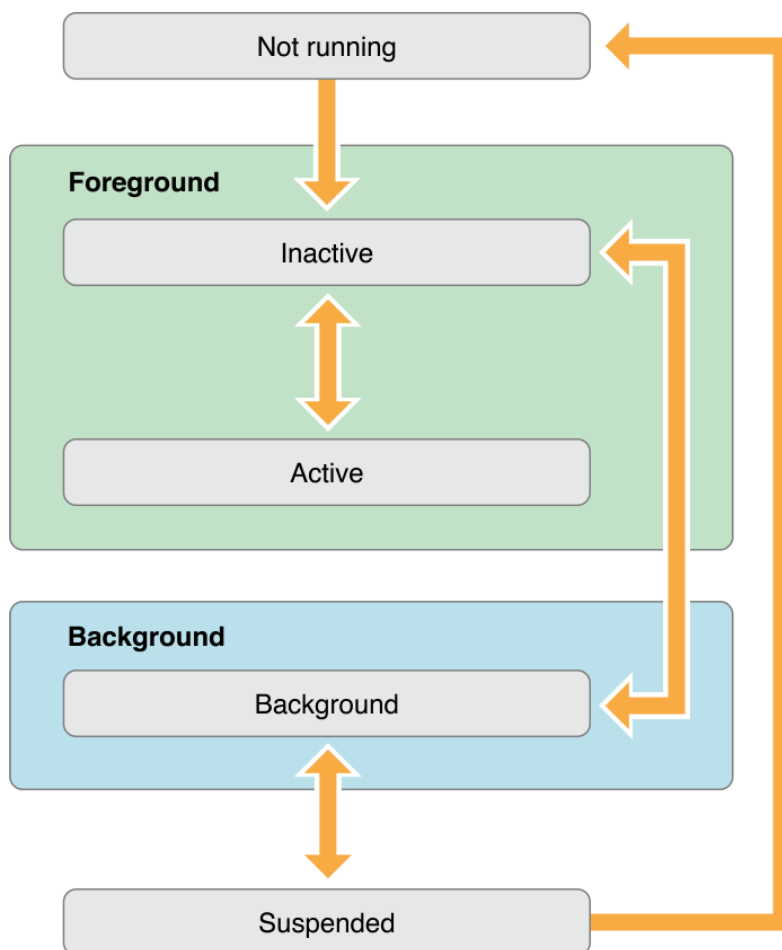 Not running
Foreground
Inactive
Active
Background
Background
Suspended